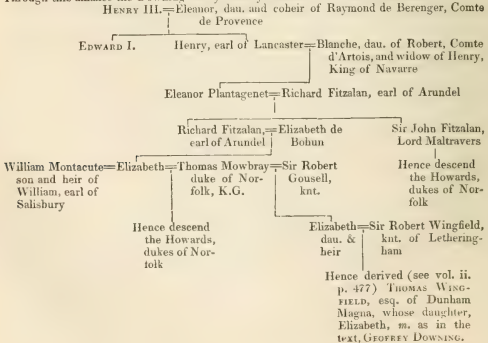 HENRY III.=Eleanor, dau. and coheir of Raymond de Berenger, Comte
de Provence
EDWARD I.
Henry, earl of Lancaster=Blanche, dau. of Robert, Comte
d'Artois, and widow of Henry,
King of Navarre
Eleanor Plantagenet=Richard Fitzalan, earl of Arundel
Richard Fitzalan,=Elizabeth de
earl of Arundel
Bohun
Sir John Fitzalan,
Lord Maltravers
Hence descend
the Howards,
dukes of Nor-
folk
William Montacute=Elizabeth=Thomas Mowbray=Sir Robert
son and heir of
William, earl of
Salisbury
duke of Nor-
folk, K.G.
Gousell,
knt.
Hence descend
the Howards,
dukes of Nor-
folk
Elizabeth=Sir Robert Wingfield,
dau. &
heir
knt. of Lethering-
ham
Hence derived (see vol. ii.
p. 477) THOMAS WING-
FIELD, esq. of Dunham
Magna, whose daughter,
Elizabeth, m. as in the
text, GEOFREY DOWNING.